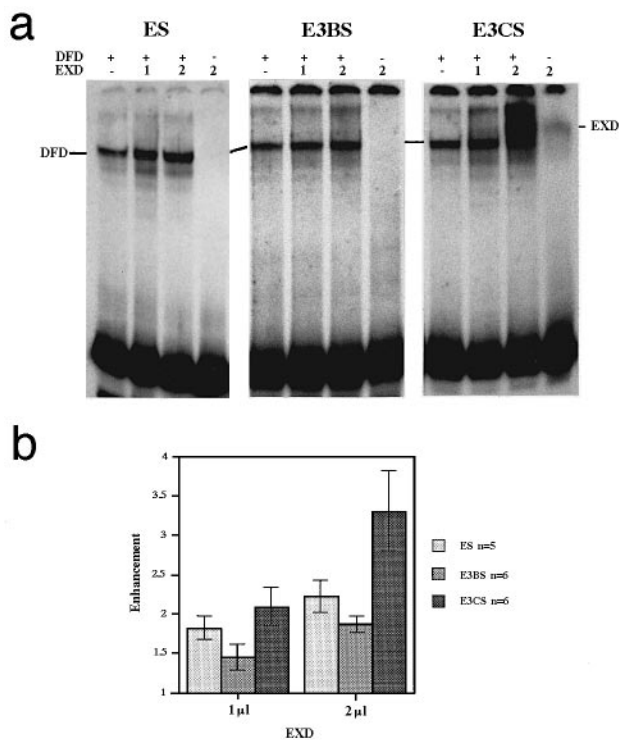 a
ES E3BS E3CS
DFD + + + - + + + - + + + -
EXD - 1 2 2 - 1 2 2 - 1 2 2
DFD
EXD
b
4
3.5
3
2.5
2
1.5
1
Enhancement
ES n=5
E3BS n=6
E3CS n=6
1 µl 2 µl
EXD